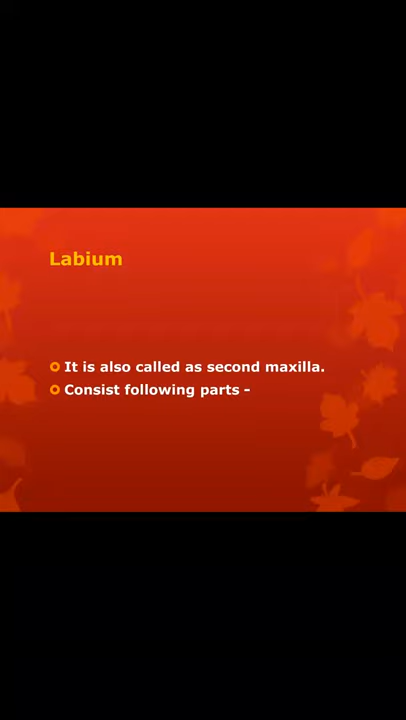 Labium
It is also called as second maxilla.
Consist following parts -